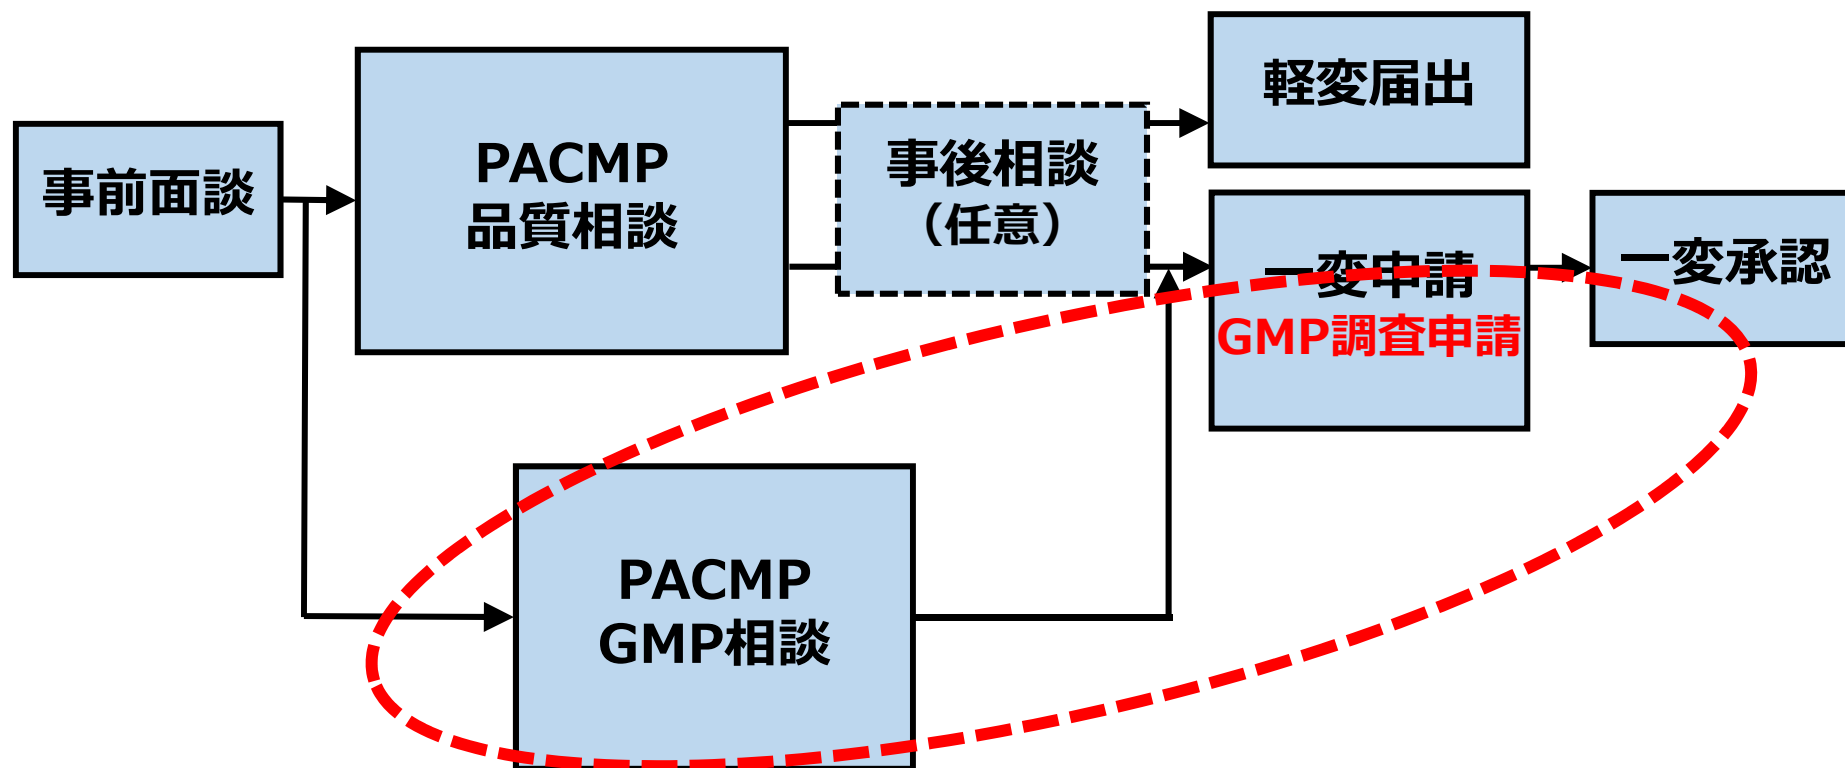 事前面談
PACMP
品質相談
事後相談
（任意）
軽変届出
一変申請
GMP調査申請
一変承認
PACMP
GMP相談